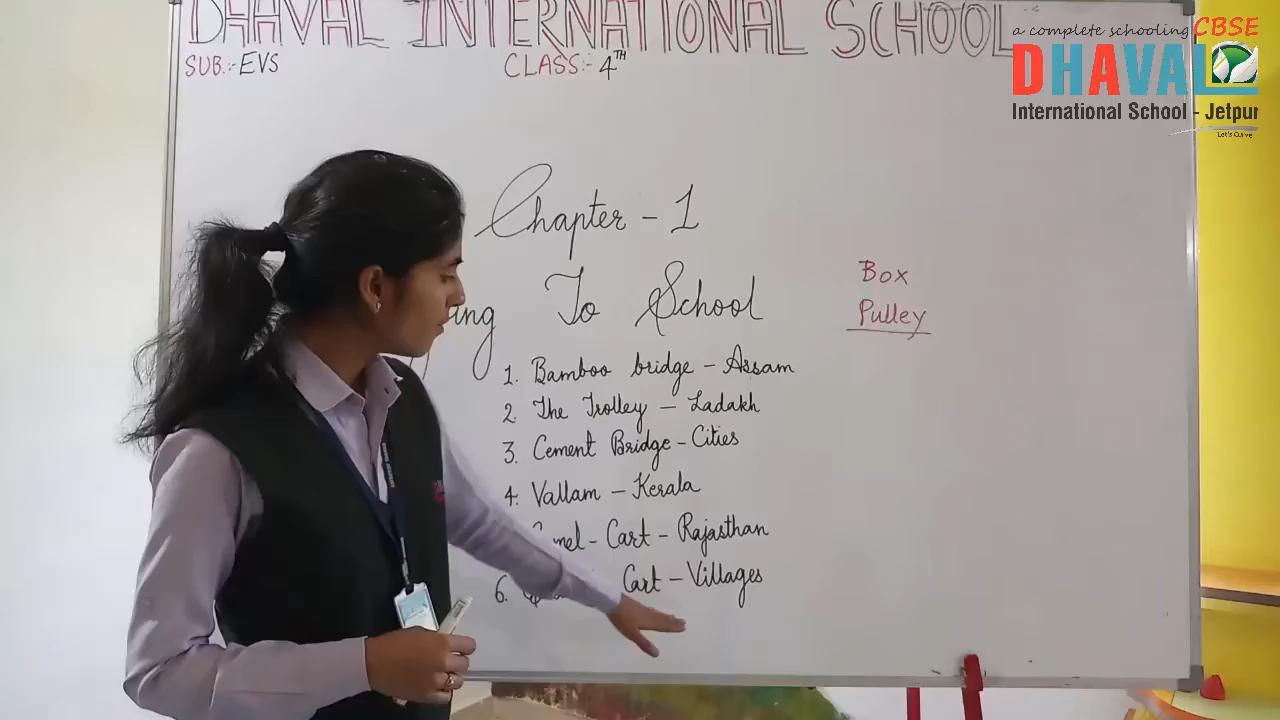 DHAVAL INTERNATIONAL SCHOOL
SUB.:- EVS
CLASS:- 4TH
a complete schooling CBSE
DHAVAL
International School - Jetpur
Let's Curve
Chapter - 1
To School
1. Bamboo bridge - Assam
2. The Trolley - Ladakh
3. Cement Bridge - Cities
4. Vallam - Kerala
Cart - Rajasthan
6. Cart - Villages
Box
Pulley